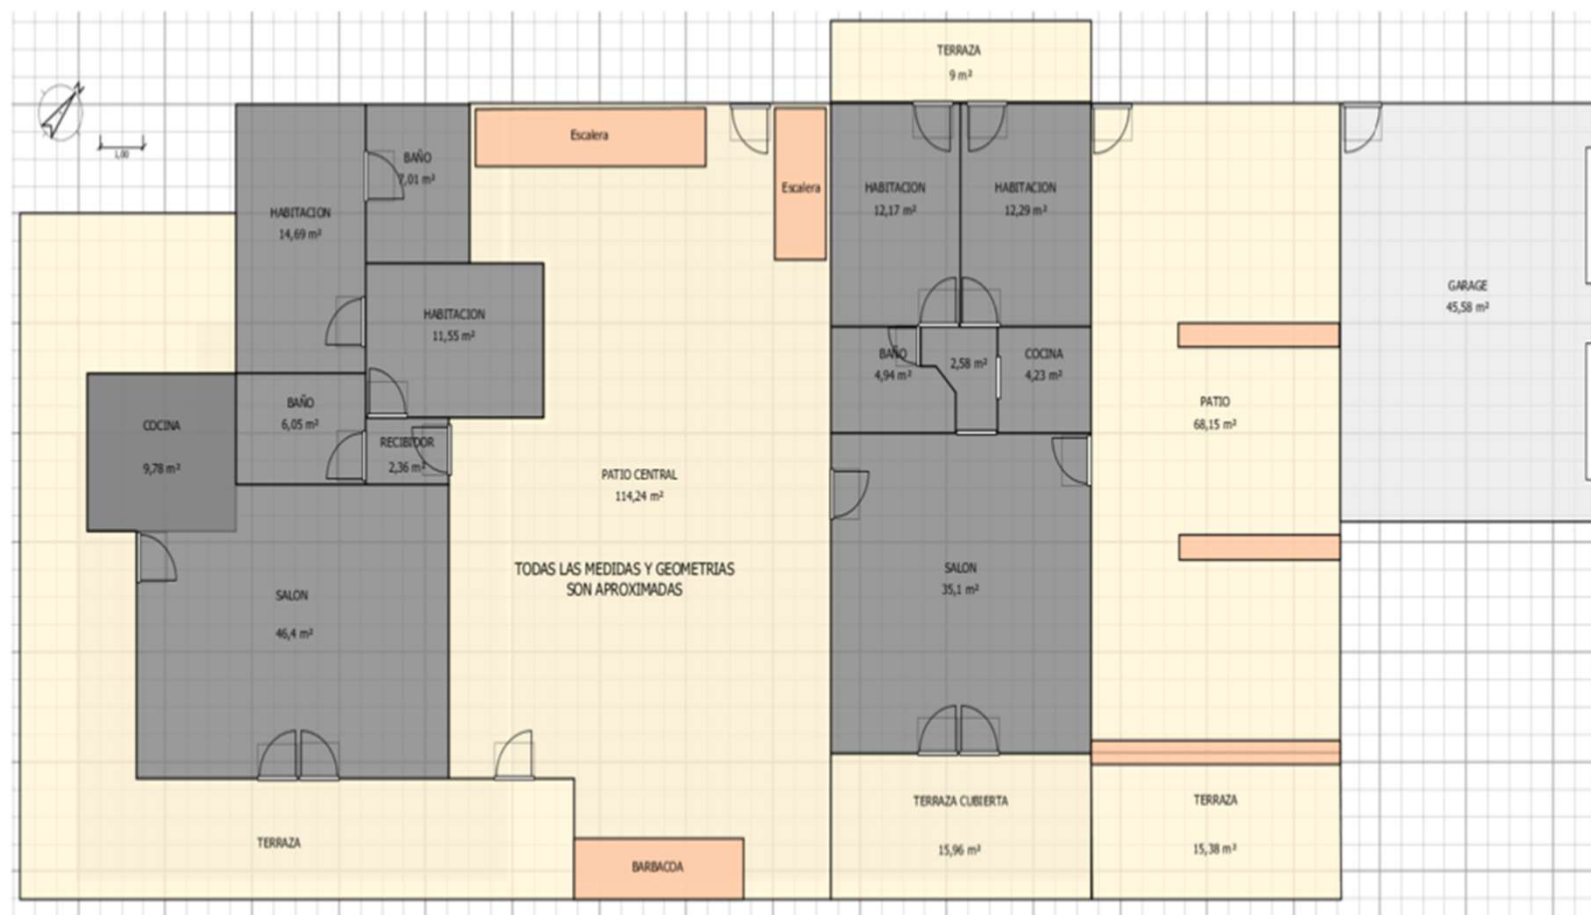 TERRAZA
9 m²
N
1,00
Escalera
Escalera
BAÑO
7,01 m²
HABITACION
14,69 m²
HABITACION
12,17 m²
HABITACION
12,29 m²
HABITACION
11,55 m²
GARAGE
45,58 m²
BAÑO
4,94 m²
2,58 m²
COCINA
4,23 m²
PATIO
68,15 m²
BAÑO
6,05 m²
COCINA
9,78 m²
RECIBIDOR
2,36 m²
PATIO CENTRAL
114,24 m²
TODAS LAS MEDIDAS Y GEOMETRIAS
SON APROXIMADAS
SALON
46,4 m²
SALON
35,1 m²
TERRAZA
BARBACOA
TERRAZA CUBIERTA
15,96 m²
TERRAZA
15,38 m²